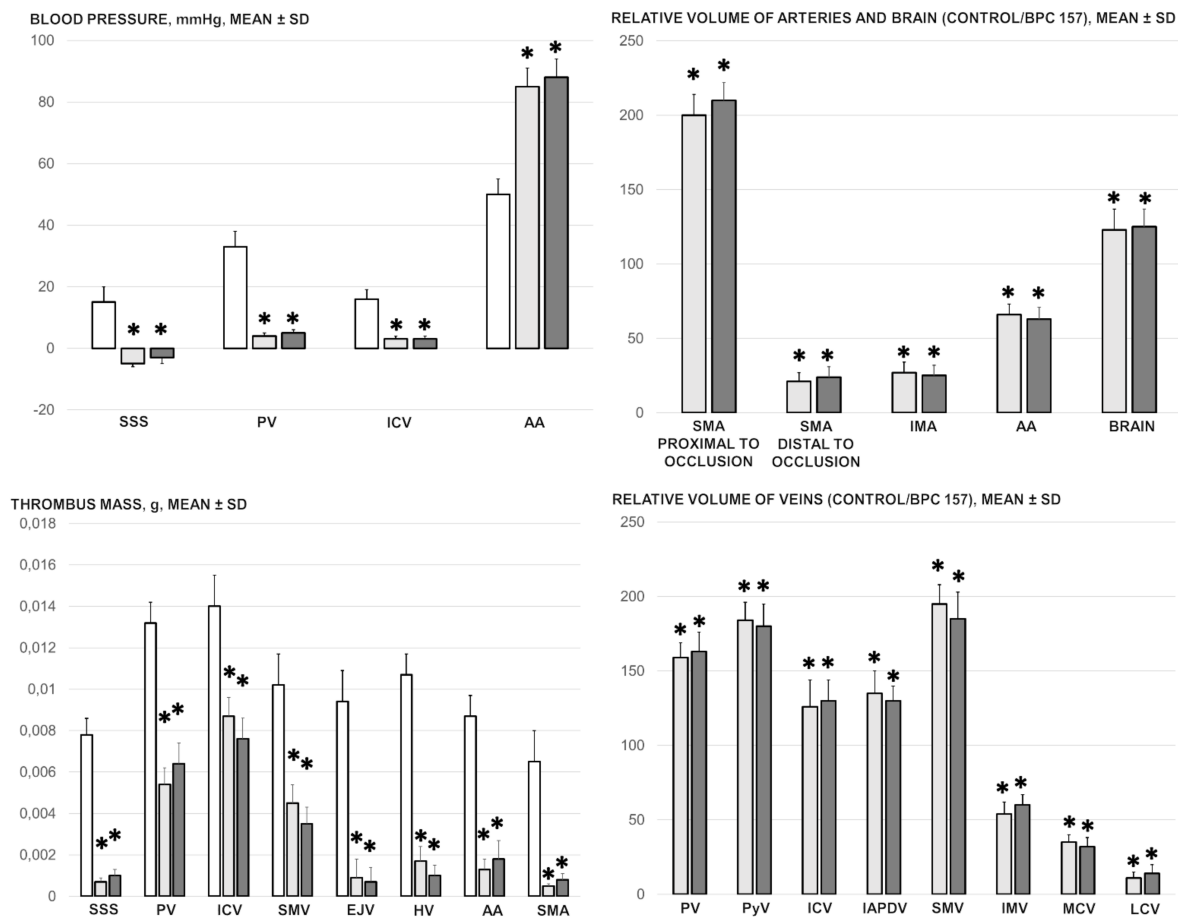 BLOOD PRESSURE, mmHg, MEAN ± SD
100
80
60
40
20
0
-20
* * * * * * * *
SSS PV ICV AA
RELATIVE VOLUME OF ARTERIES AND BRAIN (CONTROL/BPC 157), MEAN ± SD
250
200
150
100
50
0
* * * * * * * * * *
SMA SMA IMA AA BRAIN
PROXIMAL TO DISTAL TO
OCCLUSION OCCLUSION
THROMBUS MASS, g, MEAN ± SD
0,018
0,016
0,014
0,012
0,01
0,008
0,006
0,004
0,002
0
* * * * * * * * * * * * * * * *
SSS PV ICV SMV EJV HV AA SMA
RELATIVE VOLUME OF VEINS (CONTROL/BPC 157), MEAN ± SD
250
200
150
100
50
0
* * * * * * * * * * * * * * * *
PV PyV ICV IAPDV SMV IMV MCV LCV